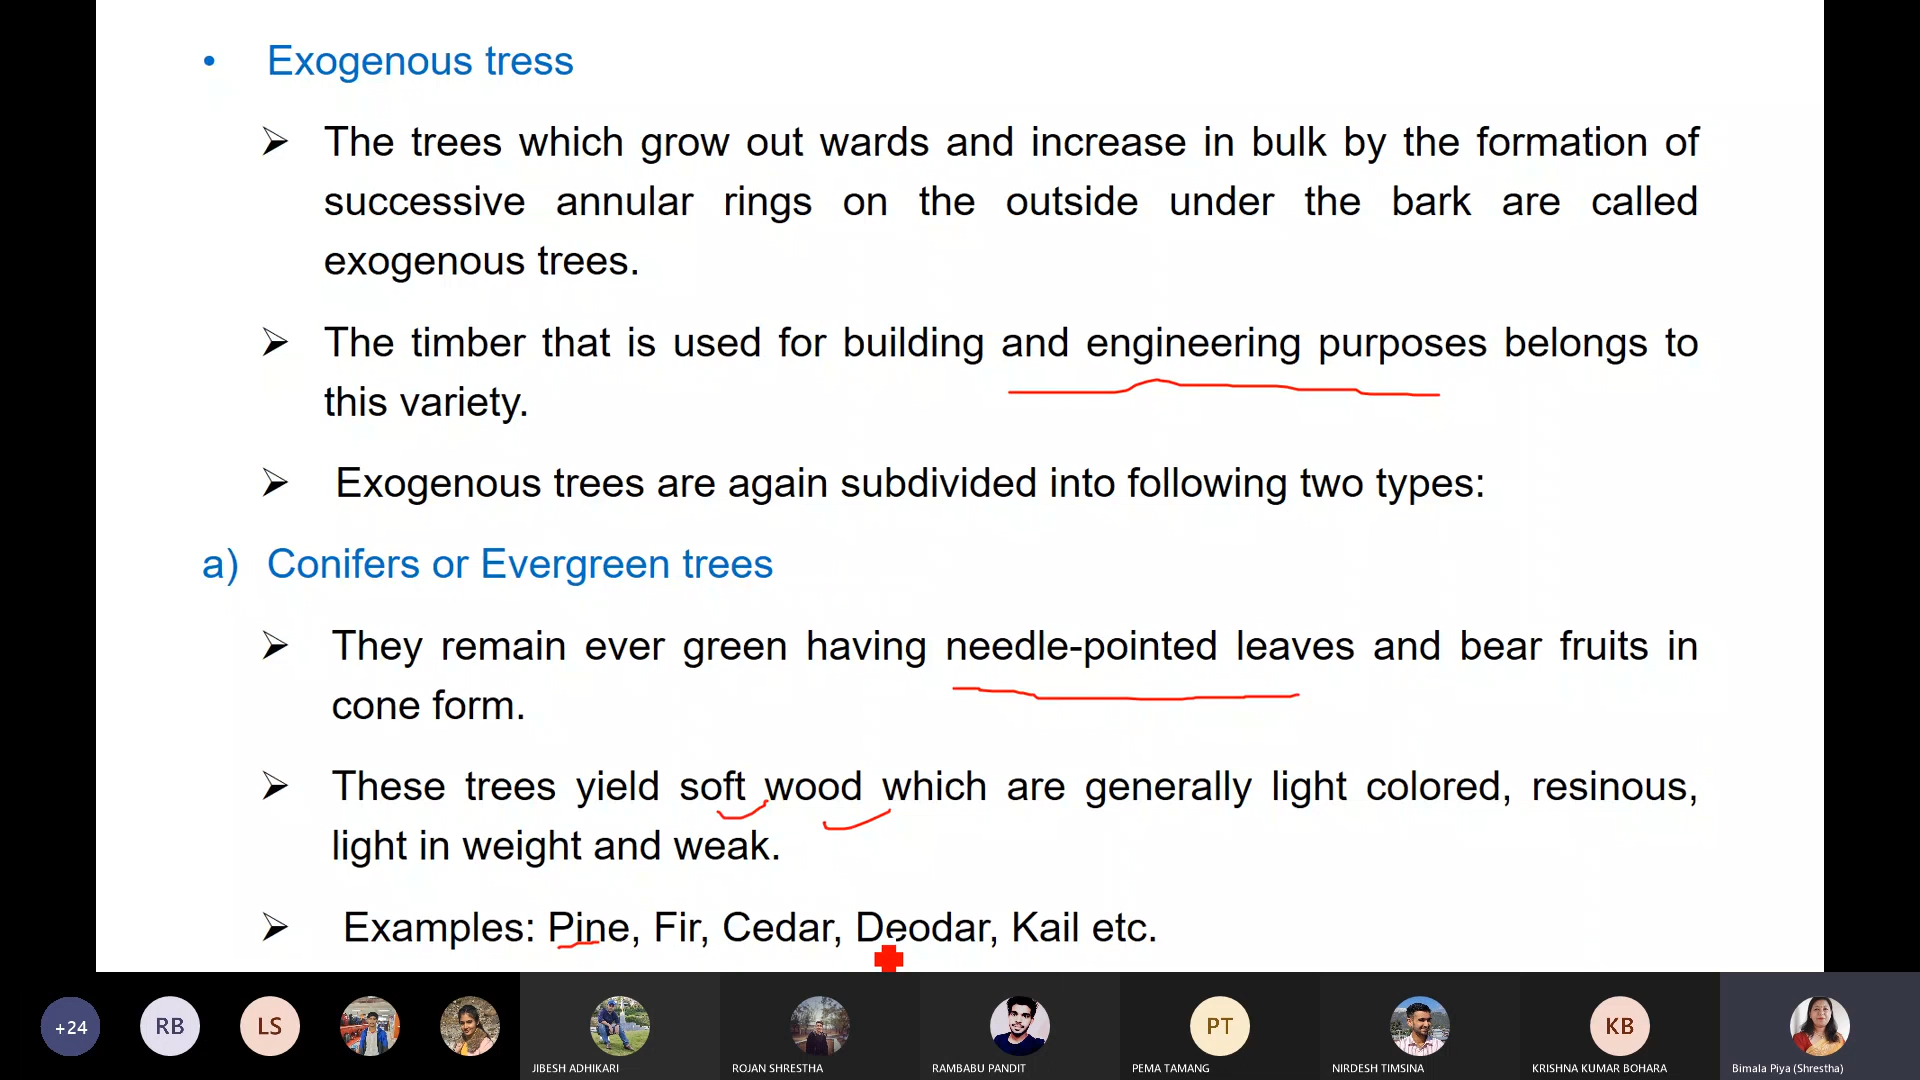 • Exogenous tress
➢ The trees which grow out wards and increase in bulk by the formation of
successive annular rings on the outside under the bark are called
exogenous trees.
➢ The timber that is used for building and engineering purposes belongs to
this variety.
➢ Exogenous trees are again subdivided into following two types:
a) Conifers or Evergreen trees
➢ They remain ever green having needle-pointed leaves and bear fruits in
cone form.
➢ These trees yield soft wood which are generally light colored, resinous,
light in weight and weak.
➢ Examples: Pine, Fir, Cedar, Deodar, Kail etc.
+24 RB LS PT KB
JIBESH ADHIKARI ROJAN SHRESTHA RAMBABU PANDIT PEMA TAMANG NIRDESH TIMSINA KRISHNA KUMAR BOHARA Bimala Piya (Shrestha)